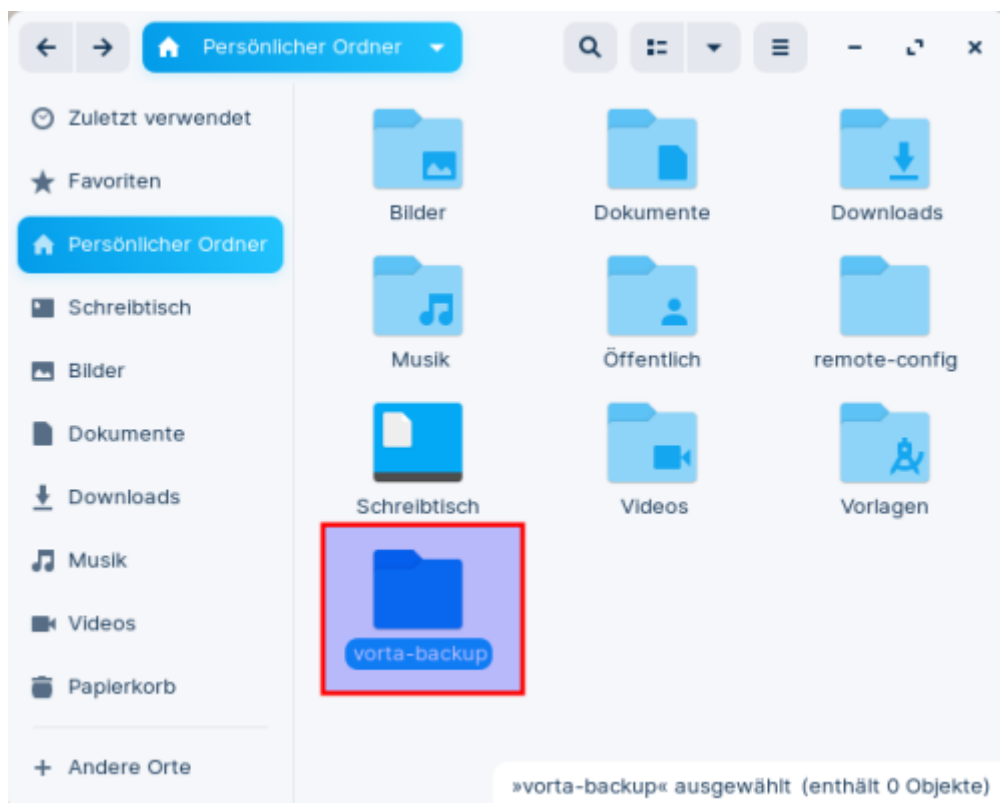 Persönlicher Ordner
Zuletzt verwendet
Favoriten
Persönlicher Ordner
Schreibtisch
Bilder
Dokumente
Downloads
Musik
Videos
Papierkorb
Andere Orte
Bilder
Dokumente
Downloads
Musik
Öffentlich
remote-config
Schreibtisch
Videos
Vorlagen
vorta-backup
»vorta-backup« ausgewählt (enthält 0 Objekte)